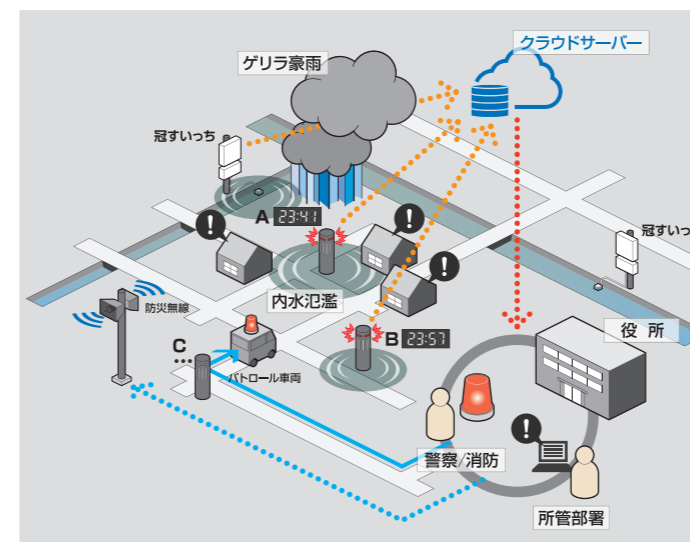 クラウドサーバー
ゲリラ豪雨
冠すいっち
A 23:41
冠すいっ
内水氾濫
防災無線
役 所
B 23:57
C
パトロール車両
警察/消防
所管部署